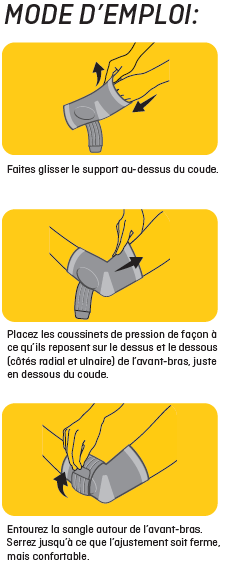 MODE D'EMPLOI:
Faites glisser le support au-dessus du coude.
Placez les coussinets de pression de façon à
ce qu'ils reposent sur le dessus et le dessous
(côtés radial et ulnaire) de l'avant-bras, juste
en dessous du coude.
Entourez la sangle autour de l'avant-bras.
Serrez jusqu'à ce que l'ajustement soit ferme,
mais confortable.